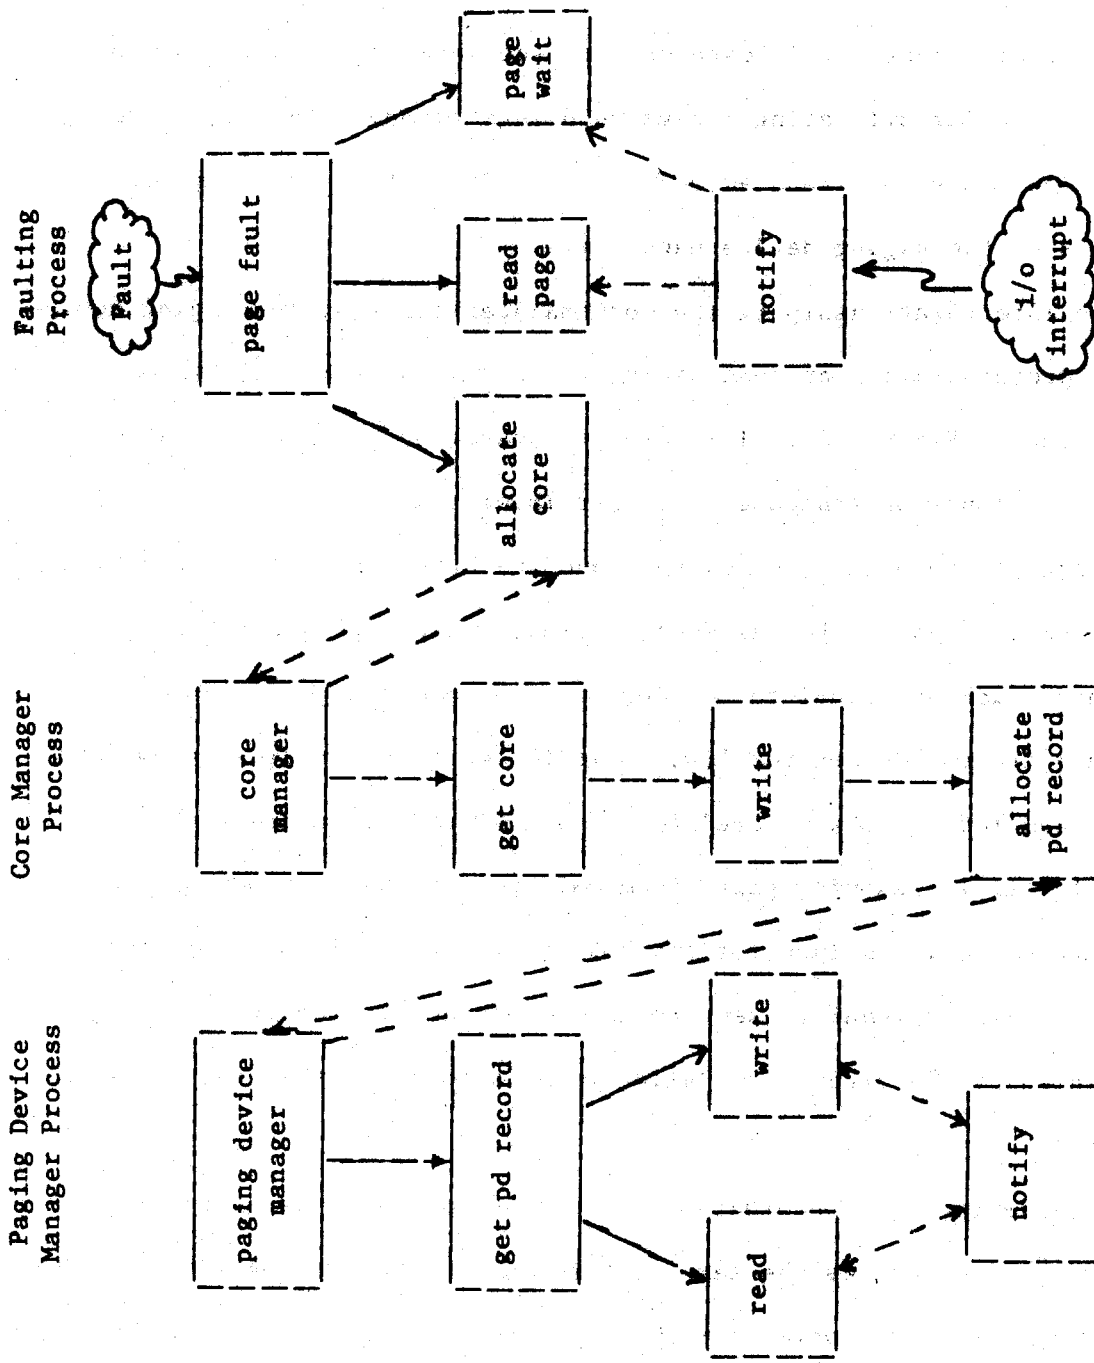 Paging Device
Manager Process
Core Manager
Process
Faulting
Process
Fault
paging device
manager
core
manager
page fault
get pd record
get core
allocate
core
read
page
page
wait
read
write
write
notify
notify
allocate
pd record
i/o
interrupt